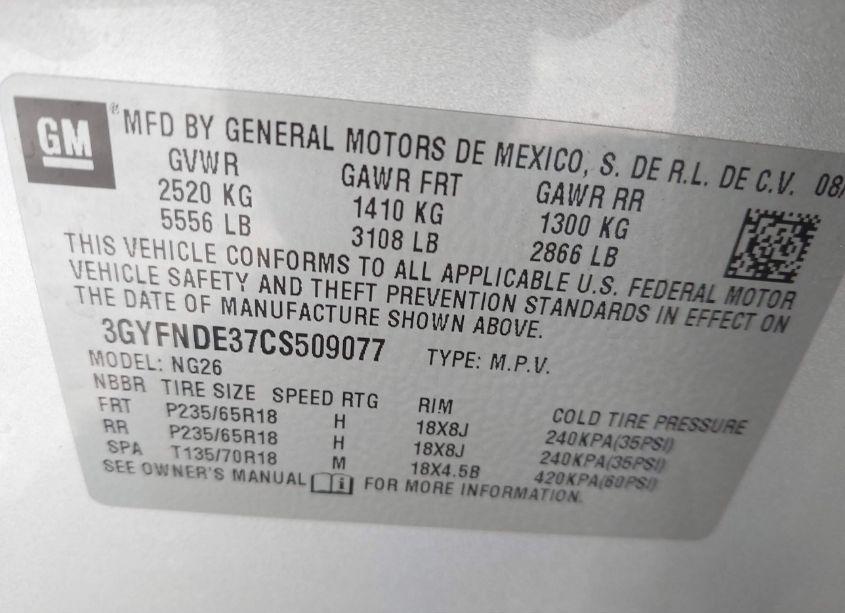 GM
MFD BY GENERAL MOTORS DE MEXICO, S. DE R.L. DE C.V. 08/
GVWR GAWR FRT GAWR RR
2520 KG 1410 KG 1300 KG
5556 LB 3108 LB 2866 LB
THIS VEHICLE CONFORMS TO ALL APPLICABLE U.S. FEDERAL MOTOR
VEHICLE SAFETY AND THEFT PREVENTION STANDARDS IN EFFECT ON
THE DATE OF MANUFACTURE SHOWN ABOVE.
3GYFNDE37CS509077 TYPE: M.P.V.
MODEL: NG26
NBBR TIRE SIZE SPEED RTG RIM COLD TIRE PRESSURE
FRT P235/65R18 H 18X8J 240KPA(35PSI)
RR P235/65R18 H 18X8J 240KPA(35PSI)
SPA T135/70R18 M 18X4.5B 420KPA(60PSI)
SEE OWNER'S MANUAL i FOR MORE INFORMATION.